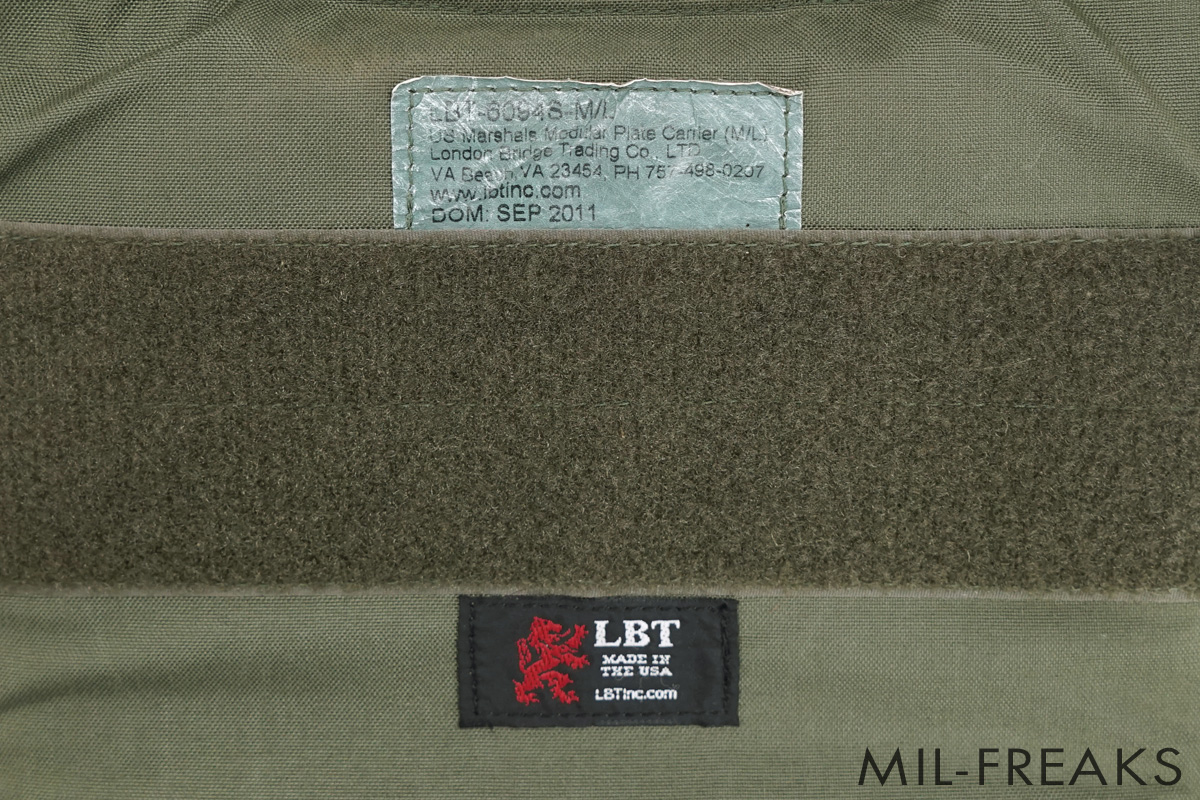 LBT-6094S-M/L
US Marshals Modular Plate Carrier (M/L)
London Bridge Trading Co., LTD
VA Beach, VA 23454, PH 757-498-0207
www.lbtinc.com
DOM: SEP 2011
LBT
MADE IN
THE USA
LBTInc.com
MIL-FREAKS